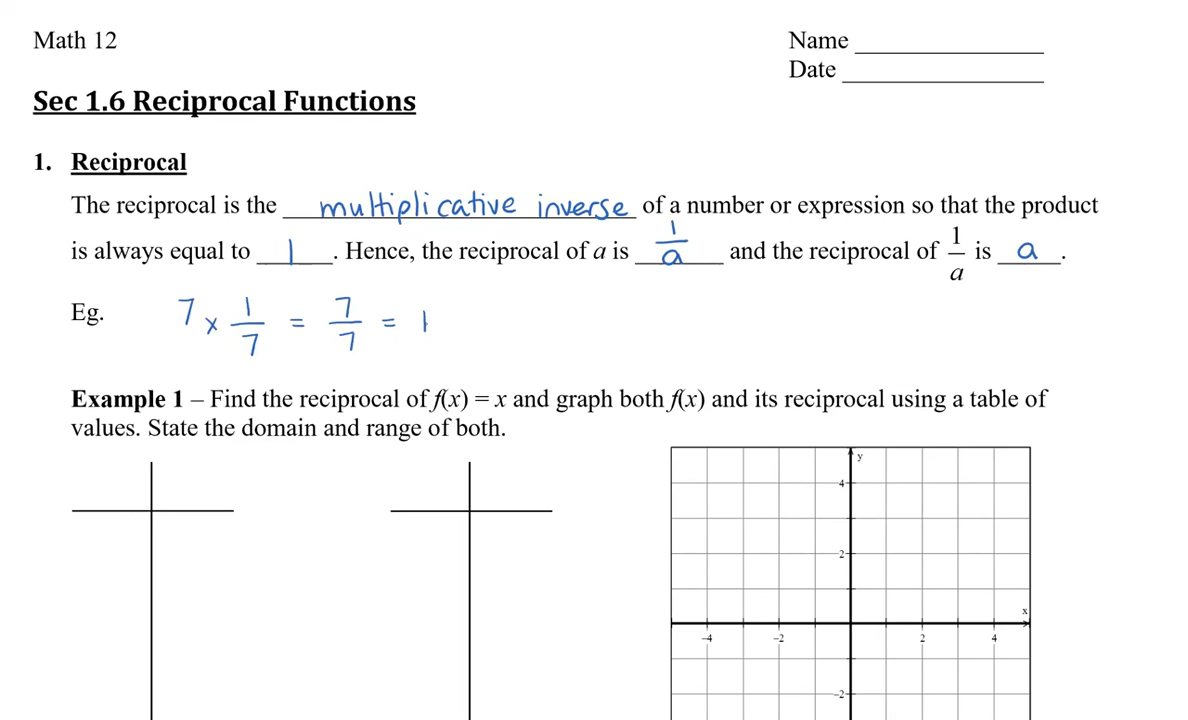 Math 12
Name
Date
Sec 1.6 Reciprocal Functions
1. Reciprocal
The reciprocal is the multiplicative inverse of a number or expression so that the product
is always equal to 1. Hence, the reciprocal of a is 1/a and the reciprocal of 1/a is a.
Eg. 7 × 1/7 = 7/7 = 1
Example 1 – Find the reciprocal of f(x) = x and graph both f(x) and its reciprocal using a table of
values. State the domain and range of both.
y
4
2
x
-4 -2 2 4
-2